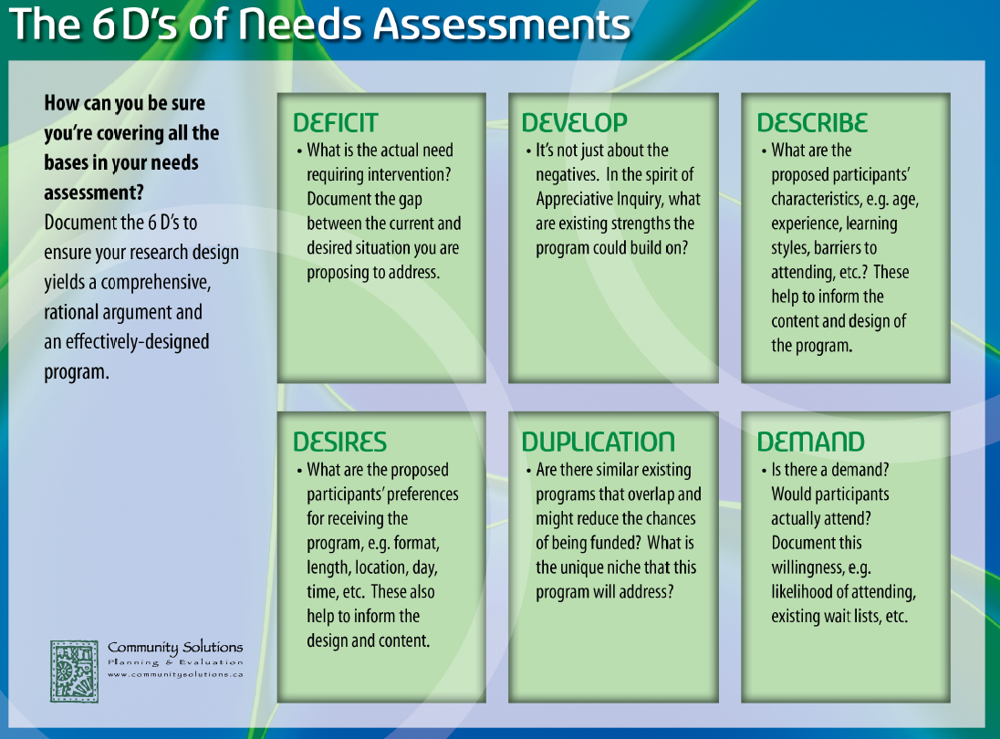 The 6 D's of Needs Assessments
How can you be sure
you're covering all the
bases in your needs
assessment?
Document the 6 D's to
ensure your research design
yields a comprehensive,
rational argument and
an effectively-designed
program.
DEFICIT
• What is the actual need
requiring intervention?
Document the gap
between the current and
desired situation you are
proposing to address.
DEVELOP
• It's not just about the
negatives. In the spirit of
Appreciative Inquiry, what
are existing strengths the
program could build on?
DESCRIBE
• What are the
proposed participants'
characteristics, e.g. age,
experience, learning
styles, barriers to
attending, etc.? These
help to inform the
content and design of
the program.
DESIRES
• What are the proposed
participants' preferences
for receiving the
program, e.g. format,
length, location, day,
time, etc. These also
help to inform the
design and content.
DUPLICATION
• Are there similar existing
programs that overlap and
might reduce the chances
of being funded? What is
the unique niche that this
program will address?
DEMAND
• Is there a demand?
Would participants
actually attend?
Document this
willingness, e.g.
likelihood of attending,
existing wait lists, etc.
Community Solutions
Planning & Evaluation
www.communitysolutions.ca